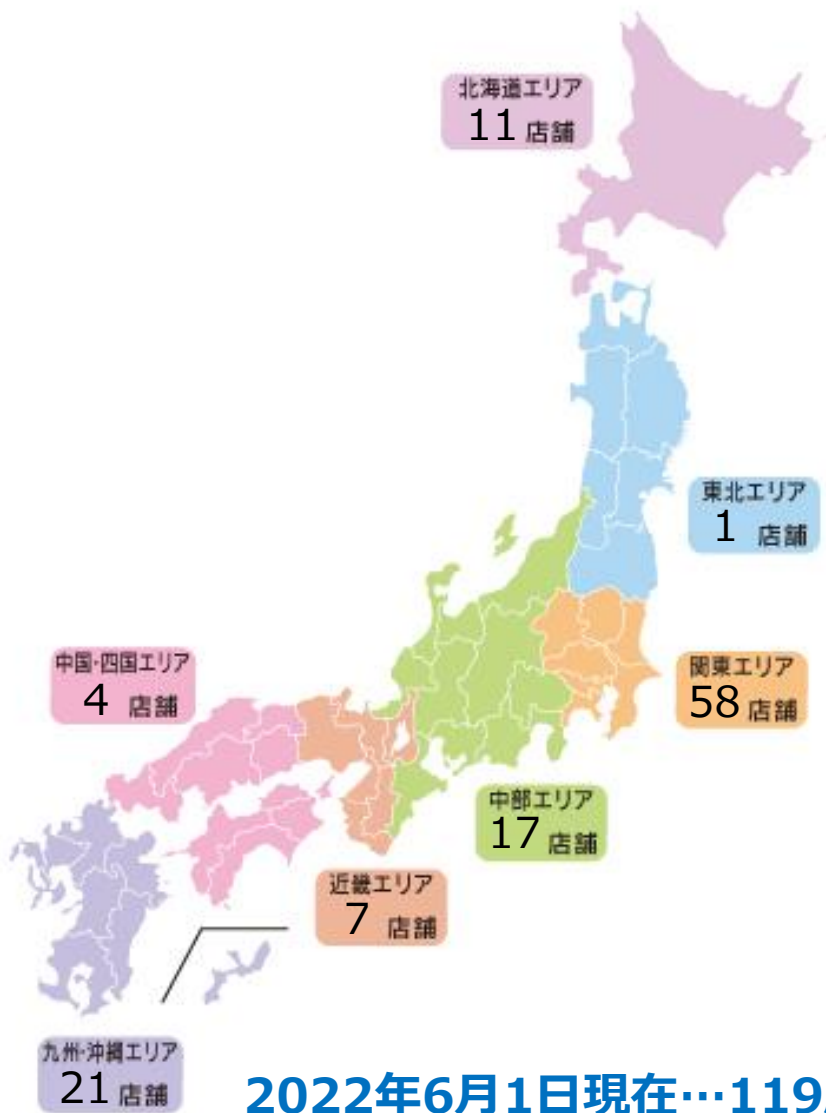 北海道エリア
11 店舗
東北エリア
1 店舗
関東エリア
58 店舗
中国・四国エリア
4 店舗
中部エリア
17 店舗
近畿エリア
7 店舗
九州・沖縄エリア
21 店舗
2022年6月1日現在…119